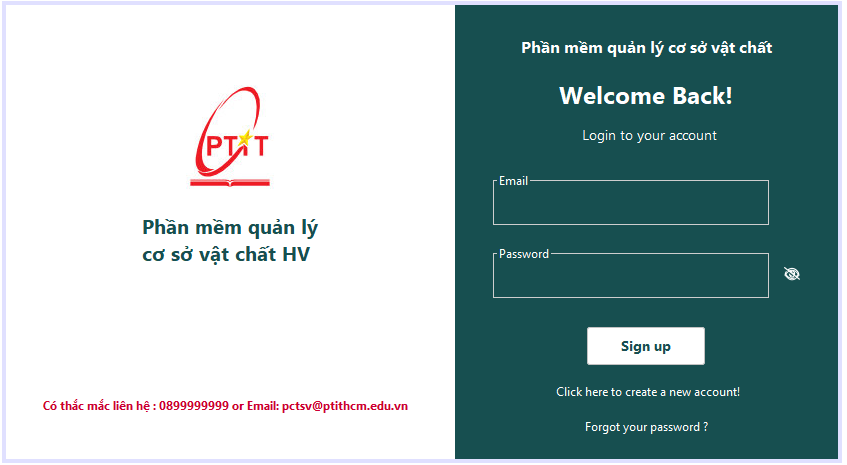 PTIT
Phần mềm quản lý
cơ sở vật chất HV
Có thắc mắc liên hệ : 0899999999 or Email: pctsv@ptithcm.edu.vn
Phần mềm quản lý cơ sở vật chất
Welcome Back!
Login to your account
Email
Password
Sign up
Click here to create a new account!
Forgot your password ?